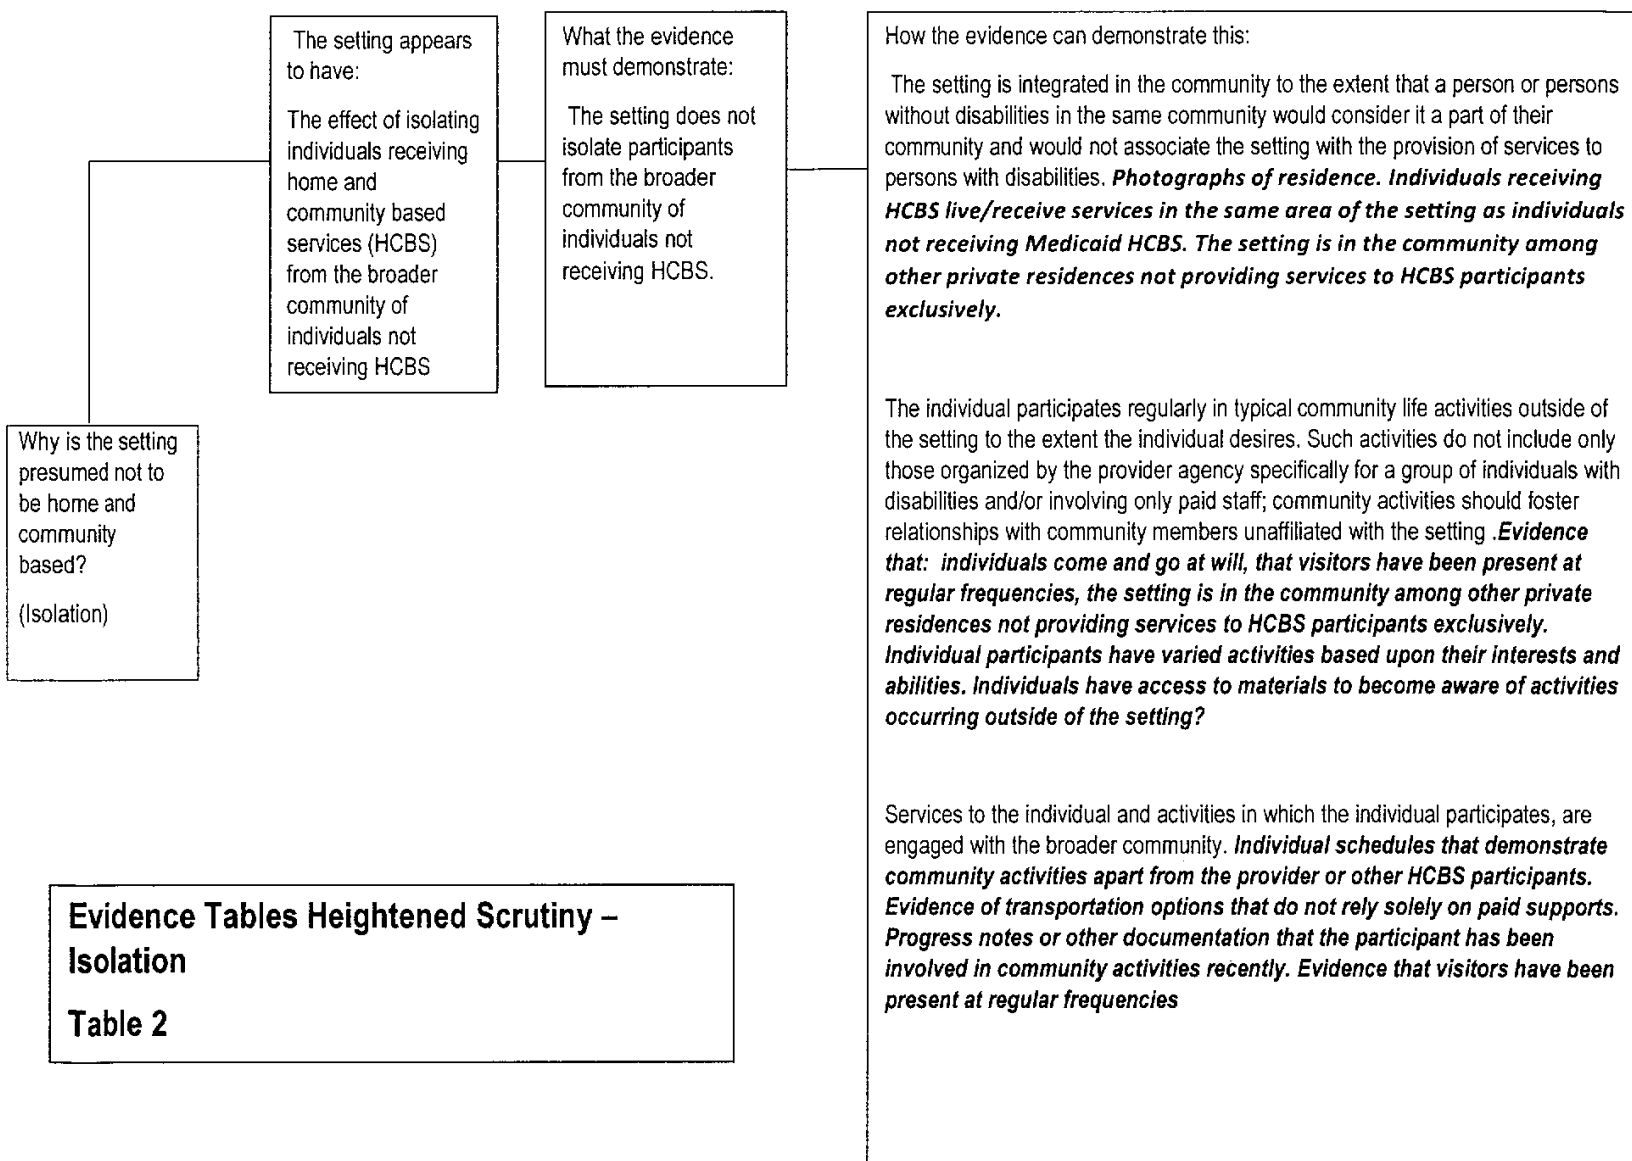 Why is the setting
presumed not to
be home and
community
based?
(Isolation)
The setting appears
to have:
The effect of isolating
individuals receiving
home and
community based
services (HCBS)
from the broader
community of
individuals not
receiving HCBS
What the evidence
must demonstrate:
The setting does not
isolate participants
from the broader
community of
individuals not
receiving HCBS.
How the evidence can demonstrate this:
The setting is integrated in the community to the extent that a person or persons
without disabilities in the same community would consider it a part of their
community and would not associate the setting with the provision of services to
persons with disabilities. Photographs of residence. Individuals receiving
HCBS live/receive services in the same area of the setting as individuals
not receiving Medicaid HCBS. The setting is in the community among
other private residences not providing services to HCBS participants
exclusively.
The individual participates regularly in typical community life activities outside of
the setting to the extent the individual desires. Such activities do not include only
those organized by the provider agency specifically for a group of individuals with
disabilities and/or involving only paid staff; community activities should foster
relationships with community members unaffiliated with the setting .Evidence
that: individuals come and go at will, that visitors have been present at
regular frequencies, the setting is in the community among other private
residences not providing services to HCBS participants exclusively.
Individual participants have varied activities based upon their interests and
abilities. Individuals have access to materials to become aware of activities
occurring outside of the setting?
Services to the individual and activities in which the individual participates, are
engaged with the broader community. Individual schedules that demonstrate
community activities apart from the provider or other HCBS participants.
Evidence of transportation options that do not rely solely on paid supports.
Progress notes or other documentation that the participant has been
involved in community activities recently. Evidence that visitors have been
present at regular frequencies
Evidence Tables Heightened Scrutiny –
Isolation
Table 2